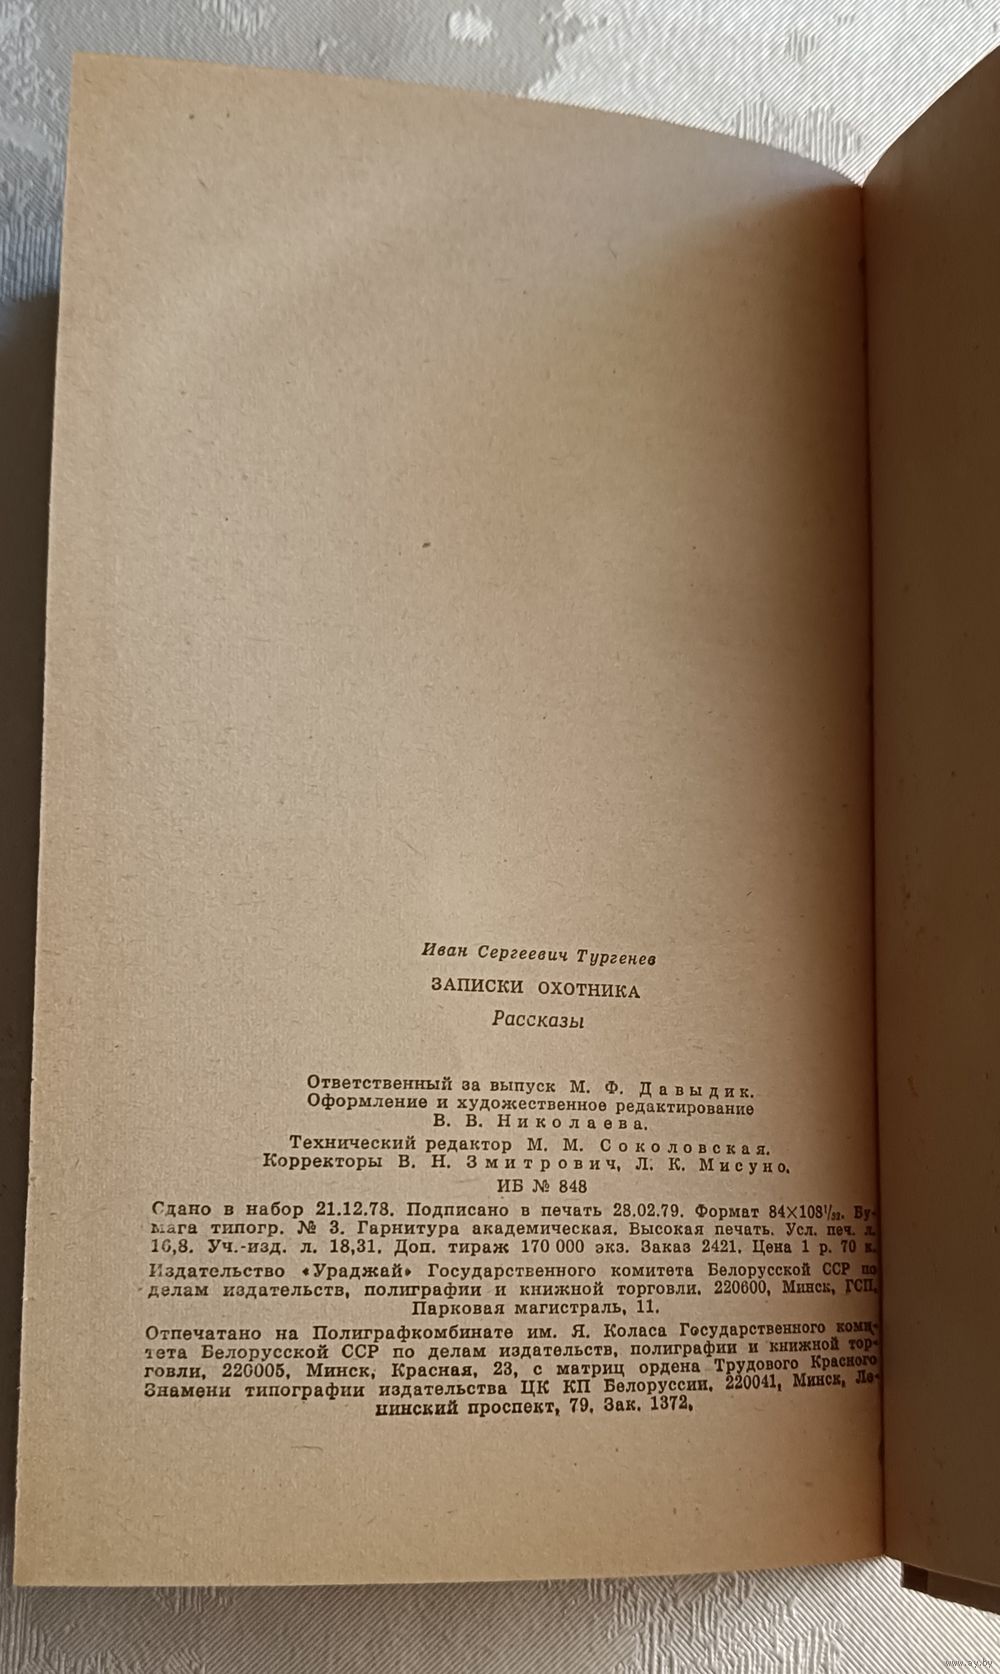 Иван Сергеевич Тургенев
ЗАПИСКИ ОХОТНИКА
Рассказы
Ответственный за выпуск М. Ф. Давыдик.
Оформление и художественное редактирование
В. В. Николаева.
Технический редактор М. М. Соколовская.
Корректоры В. Н. Змитрович, Л. К. Мисуно.
ИБ № 848
Сдано в набор 21.12.78. Подписано в печать 28.02.79. Формат 84×108¹/₃₂. Бу-
мага типогр. № 3. Гарнитура академическая. Высокая печать. Усл. печ. л.
16,8. Уч.-изд. л. 18,31. Доп. тираж 170 000 экз. Заказ 2421. Цена 1 р. 70 к.
Издательство «Ураджай» Государственного комитета Белорусской ССР по
делам издательств, полиграфии и книжной торговли. 220600, Минск, ГСП,
Парковая магистраль, 11.
Отпечатано на Полиграфкомбинате им. Я. Коласа Государственного коми-
тета Белорусской ССР по делам издательств, полиграфии и книжной тор-
говли, 220005, Минск, Красная, 23, с матриц ордена Трудового Красного
Знамени типографии издательства ЦК КП Белоруссии. 220041, Минск, Ле-
нинский проспект, 79. Зак. 1372.
www.ay.by